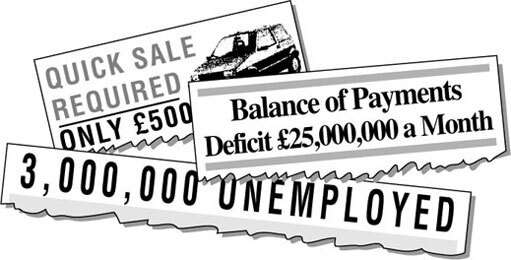 QUICK SALE
REQUIRED
ONLY £500
Balance of Payments
Deficit £25,000,000 a Month
3,000,000 UNEMPLOYED